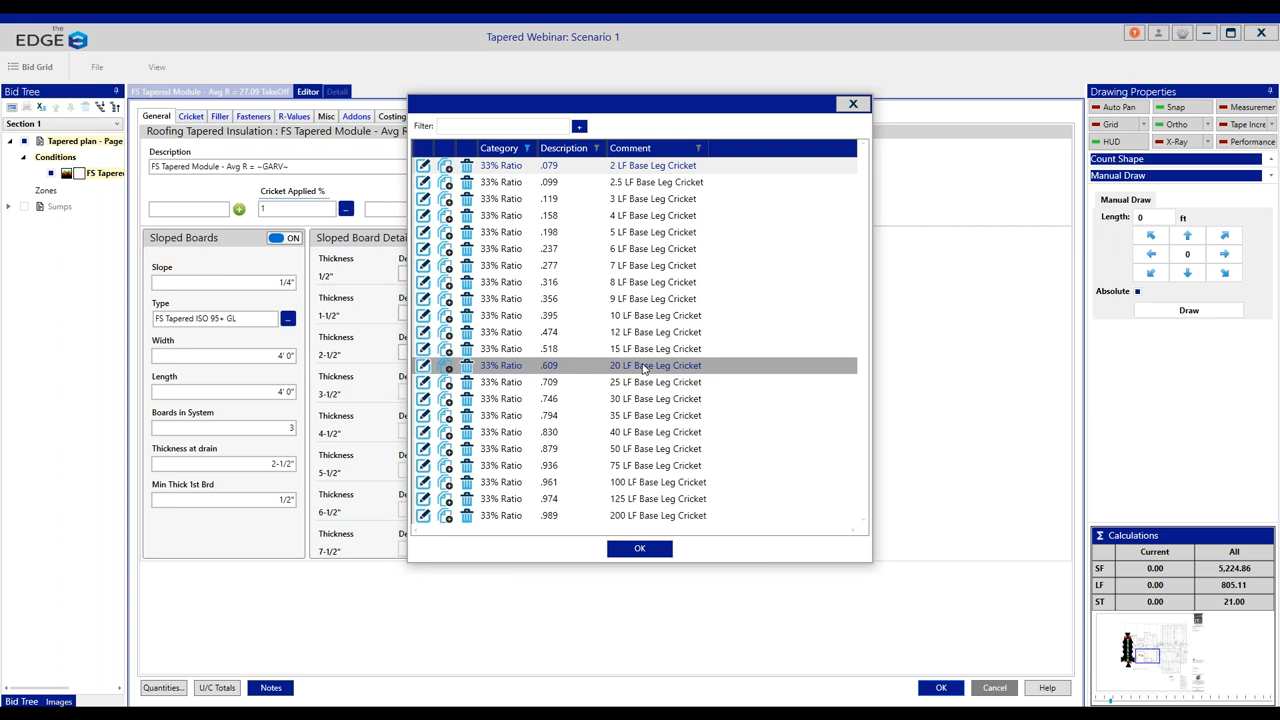 the
EDGE
Tapered Webinar: Scenario 1
Bid Grid
File
View
Bid Tree
Section 1
Tapered plan - Page
Conditions
FS Tapere
Zones
Sumps
Bid Tree
Images
FS Tapered Module - Avg R = 27.09 TakeOff
Editor
Detail
General
Cricket
Filler
Fasteners
R-Values
Misc
Addons
Costing
Roofing Tapered Insulation : FS Tapered Module - Avg R
Description
FS Tapered Module - Avg R = ~GARV~
Cricket Applied %
1
...
Sloped Boards
ON
Slope
1/4"
Type
FS Tapered ISO 95+ GL
...
Width
4' 0"
Length
4' 0"
Boards in System
3
Thickness at drain
2-1/2"
Min Thick 1st Brd
1/2"
Sloped Board Detai
Thickness De
1/2"
Thickness De
1-1/2"
Thickness De
2-1/2"
Thickness De
3-1/2"
Thickness De
4-1/2"
Thickness De
5-1/2"
Thickness De
6-1/2"
Thickness De
7-1/2"
Filter:
+
Category Description Comment
33% Ratio .079 2 LF Base Leg Cricket
33% Ratio .099 2.5 LF Base Leg Cricket
33% Ratio .119 3 LF Base Leg Cricket
33% Ratio .158 4 LF Base Leg Cricket
33% Ratio .198 5 LF Base Leg Cricket
33% Ratio .237 6 LF Base Leg Cricket
33% Ratio .277 7 LF Base Leg Cricket
33% Ratio .316 8 LF Base Leg Cricket
33% Ratio .356 9 LF Base Leg Cricket
33% Ratio .395 10 LF Base Leg Cricket
33% Ratio .474 12 LF Base Leg Cricket
33% Ratio .518 15 LF Base Leg Cricket
33% Ratio .609 20 LF Base Leg Cricket
33% Ratio .709 25 LF Base Leg Cricket
33% Ratio .746 30 LF Base Leg Cricket
33% Ratio .794 35 LF Base Leg Cricket
33% Ratio .830 40 LF Base Leg Cricket
33% Ratio .879 50 LF Base Leg Cricket
33% Ratio .936 75 LF Base Leg Cricket
33% Ratio .961 100 LF Base Leg Cricket
33% Ratio .974 125 LF Base Leg Cricket
33% Ratio .989 200 LF Base Leg Cricket
OK
Quantities...
U/C Totals
Notes
OK
Cancel
Help
Drawing Properties
Auto Pan
Snap
Measuremer
Grid
Ortho
Tape Incre
HUD
X-Ray
Performance
Count Shape
Manual Draw
Manual Draw
Length: 0 ft
0
Absolute
Draw
Σ Calculations
Current All
SF 0.00 5,224.86
LF 0.00 805.11
ST 0.00 21.00